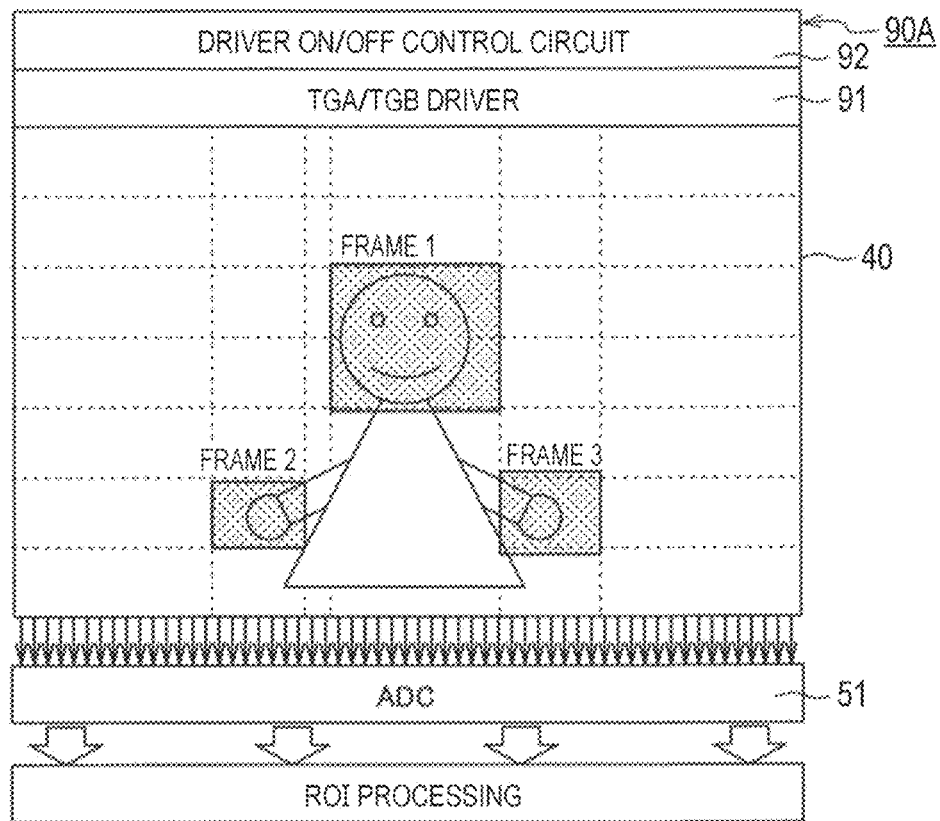 DRIVER ON/OFF CONTROL CIRCUIT
90A
92
TGA/TGB DRIVER
91
FRAME 1
40
FRAME 2
FRAME 3
ADC
51
ROI PROCESSING